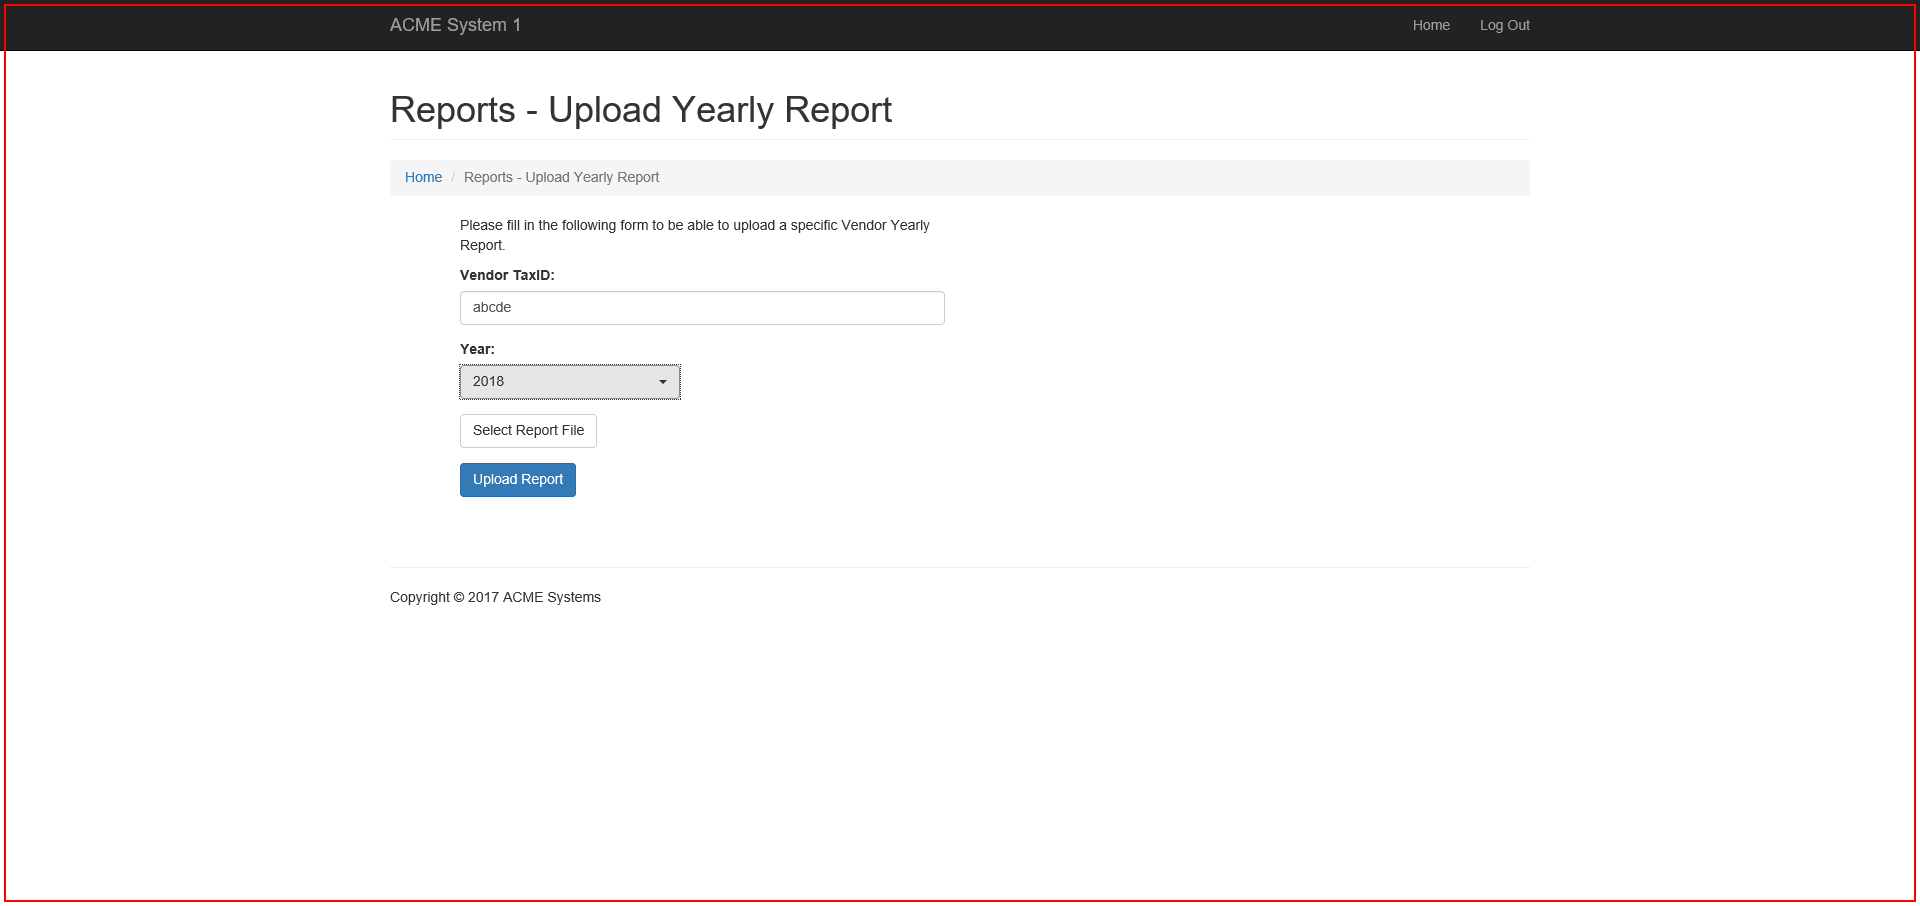 ACME System 1
Home
Log Out
Reports - Upload Yearly Report
Home / Reports - Upload Yearly Report
Please fill in the following form to be able to upload a specific Vendor Yearly
Report.
Vendor TaxID:
abcde
Year:
2018
Select Report File
Upload Report
Copyright © 2017 ACME Systems